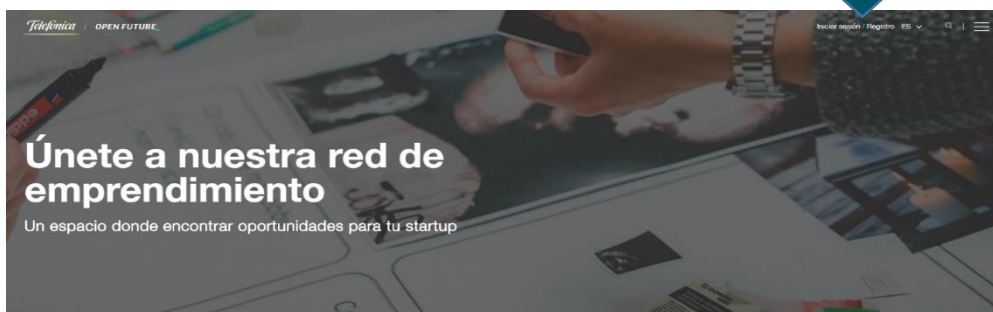 Telefónica
OPEN FUTURE_
Iniciar sesión / Registro ES
Únete a nuestra red de
emprendimiento
Un espacio donde encontrar oportunidades para tu startup